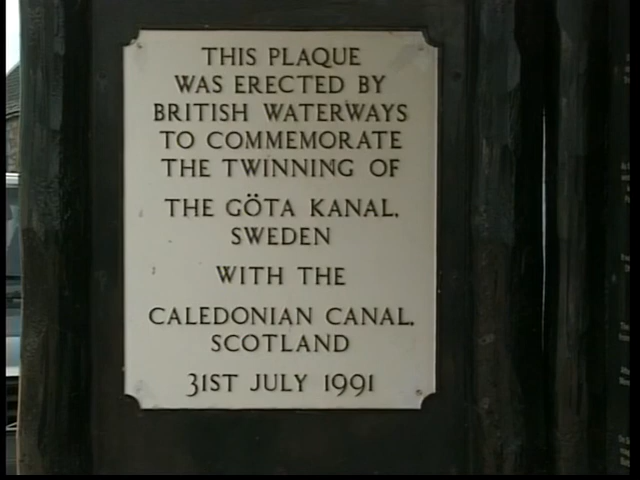 THIS PLAQUE
WAS ERECTED BY
BRITISH WATERWAYS
TO COMMEMORATE
THE TWINNING OF
THE GÖTA KANAL,
SWEDEN
WITH THE
CALEDONIAN CANAL,
SCOTLAND
31ST JULY 1991